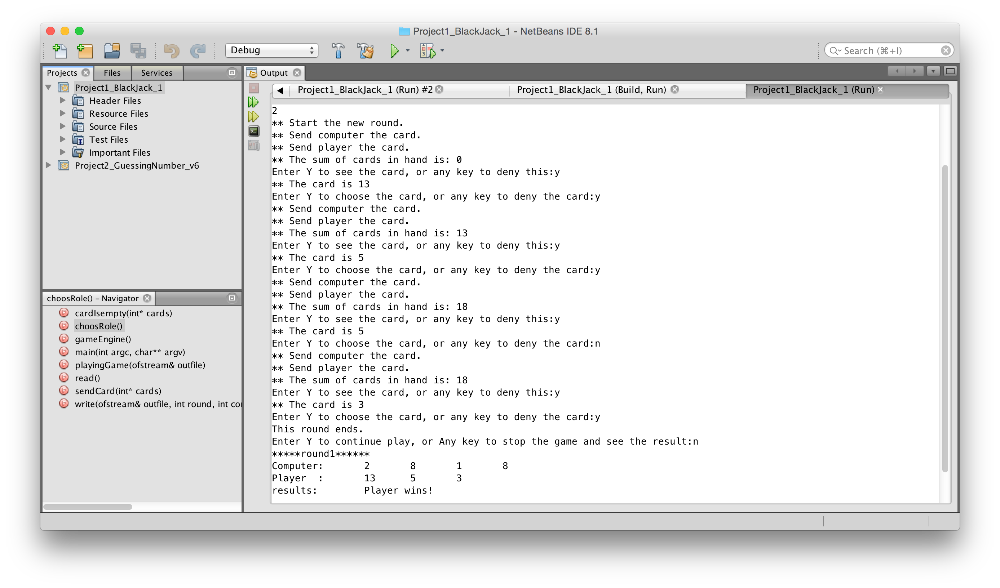 Project1_BlackJack_1 - NetBeans IDE 8.1
Debug
Search (⌘+I)
Projects Files Services
Project1_BlackJack_1
Header Files
Resource Files
Source Files
Test Files
Important Files
Project2_GuessingNumber_v6
choosRole() - Navigator
cardIsempty(int* cards)
choosRole()
gameEngine()
main(int argc, char** argv)
playingGame(ofstream& outfile)
read()
sendCard(int* cards)
write(ofstream& outfile, int round, int co
Output
Project1_BlackJack_1 (Run) #2 Project1_BlackJack_1 (Build, Run) Project1_BlackJack_1 (Run)
2
** Start the new round.
** Send computer the card.
** Send player the card.
** The sum of cards in hand is: 0
Enter Y to see the card, or any key to deny this:y
** The card is 13
Enter Y to choose the card, or any key to deny the card:y
** Send computer the card.
** Send player the card.
** The sum of cards in hand is: 13
Enter Y to see the card, or any key to deny this:y
** The card is 5
Enter Y to choose the card, or any key to deny the card:y
** Send computer the card.
** Send player the card.
** The sum of cards in hand is: 18
Enter Y to see the card, or any key to deny this:y
** The card is 5
Enter Y to choose the card, or any key to deny the card:n
** Send computer the card.
** Send player the card.
** The sum of cards in hand is: 18
Enter Y to see the card, or any key to deny this:y
** The card is 3
Enter Y to choose the card, or any key to deny the card:y
This round ends.
Enter Y to continue play, or Any key to stop the game and see the result:n
*****round1******
Computer: 2 8 1 8
Player : 13 5 3
results: Player wins!